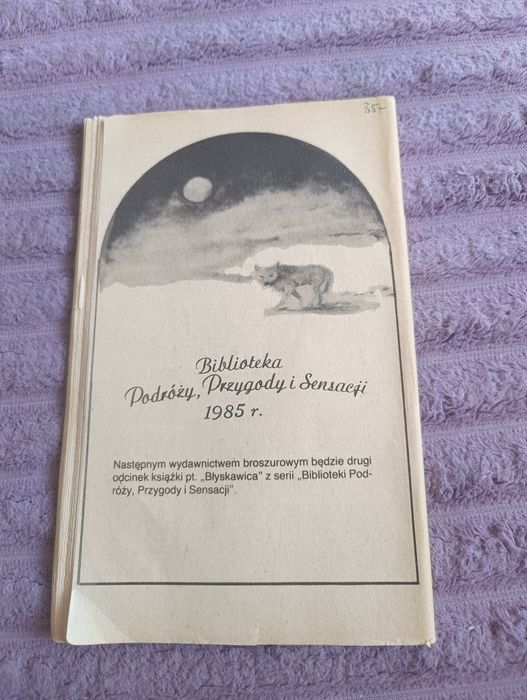 35-
Biblioteka
Podróży, Przygody i Sensacji
1985 r.
Następnym wydawnictwem broszurowym będzie drugi
odcinek książki pt. „Błyskawica" z serii „Biblioteki Pod-
róży, Przygody i Sensacji".